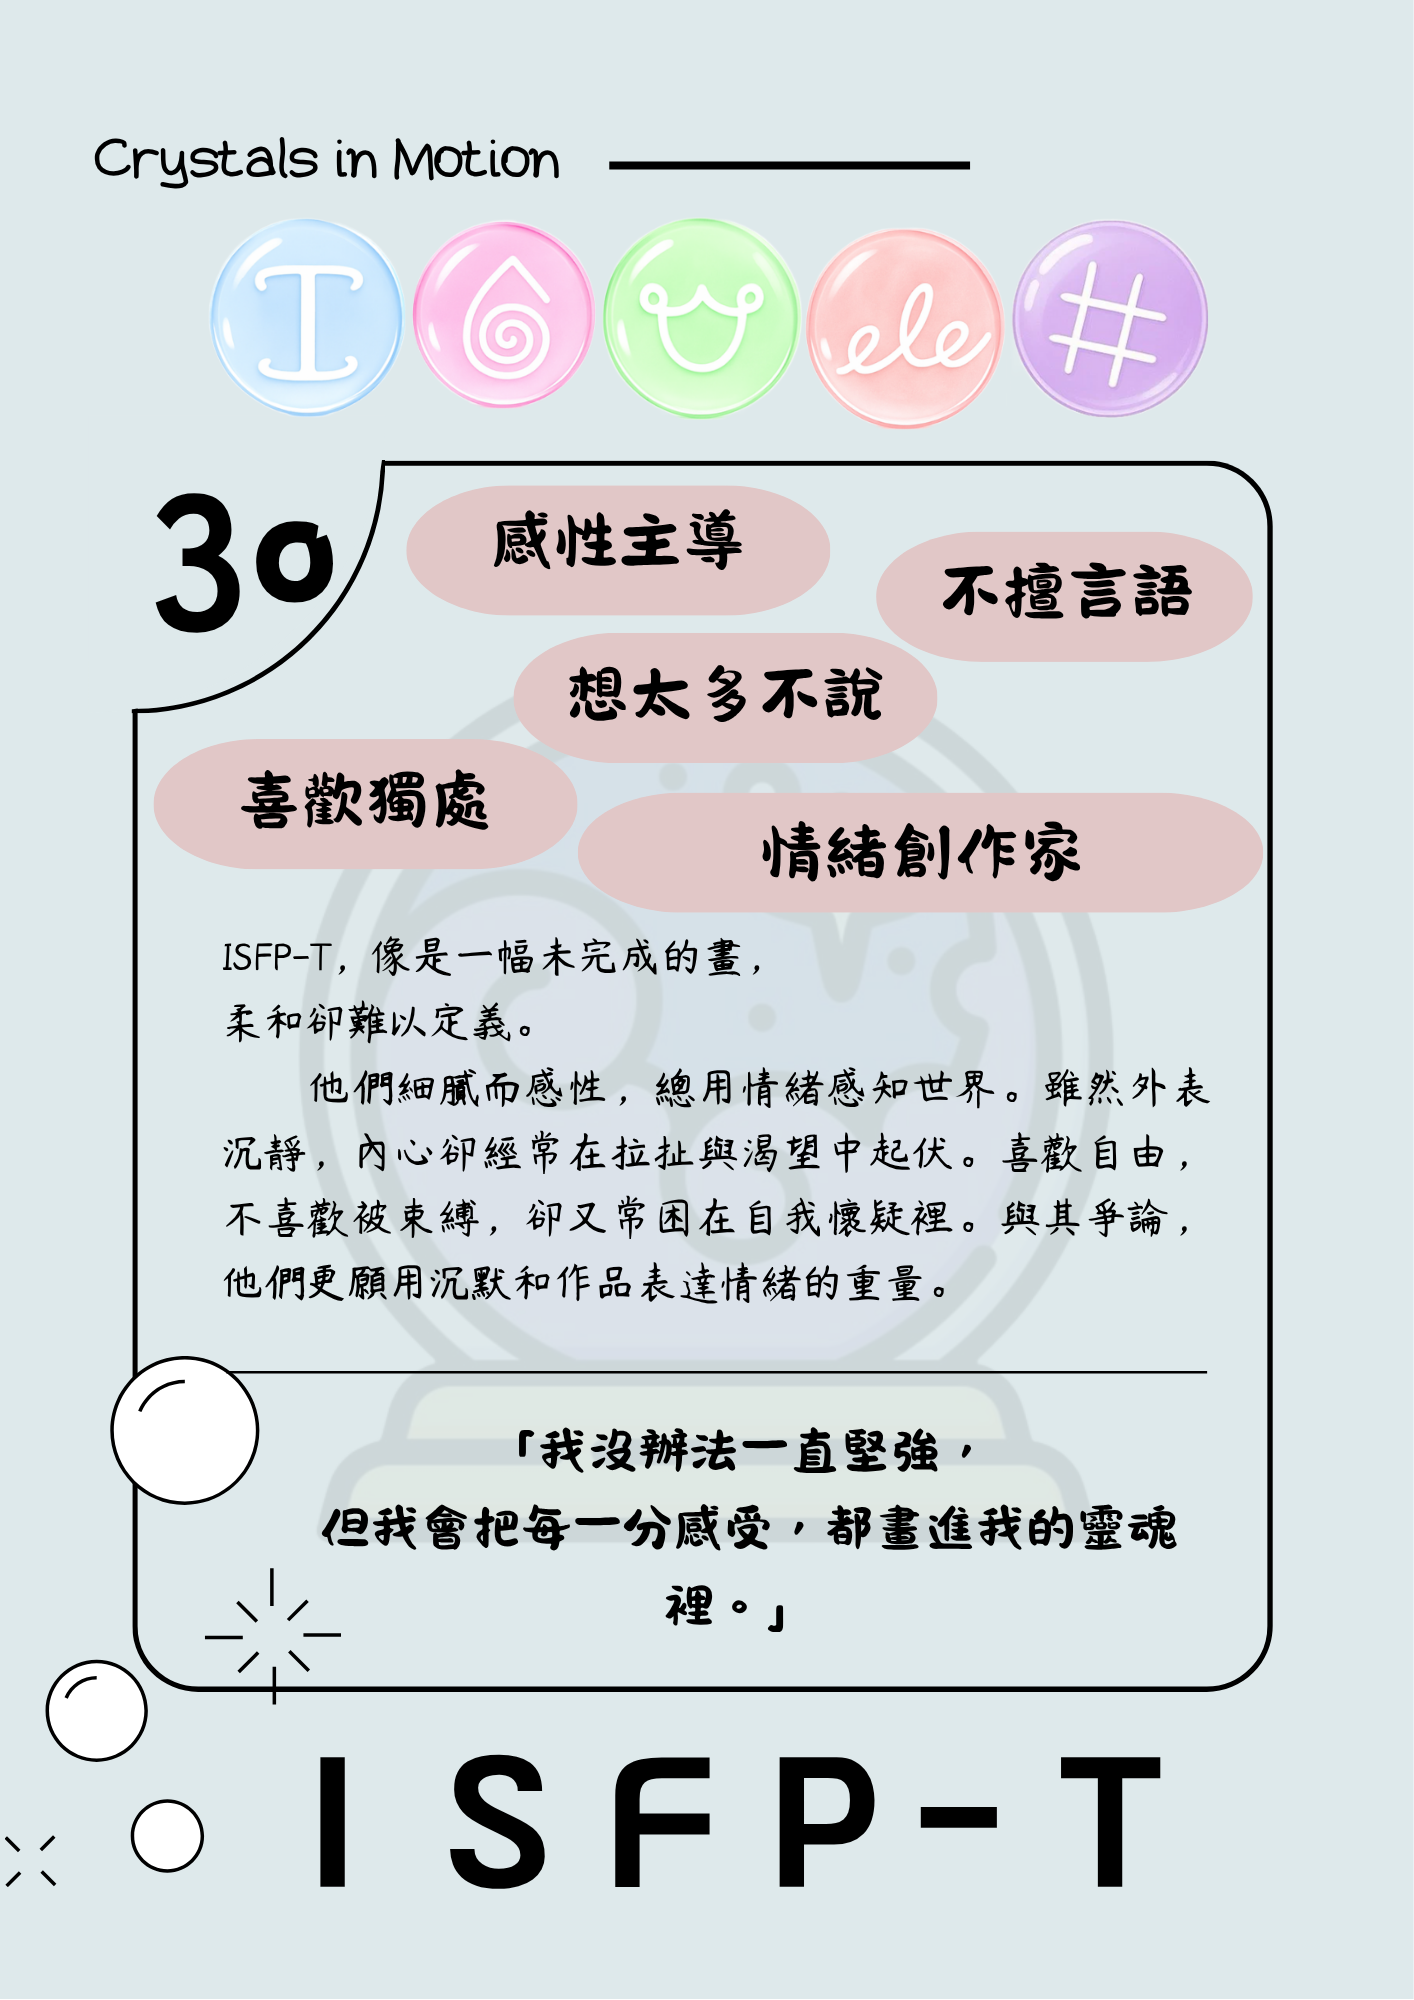 Crystals in Motion
I
ele
#
30
感性主導
不擅言語
想太多不說
喜歡獨處
情緒創作家
ISFP-T，像是一幅未完成的畫，
柔和卻難以定義。
他們細膩而感性，總用情緒感知世界。雖然外表
沉靜，內心卻經常在拉扯與渴望中起伏。喜歡自由，
不喜歡被束縛，卻又常困在自我懷疑裡。與其爭論，
他們更願用沉默和作品表達情緒的重量。
「我沒辦法一直堅強，
但我會把每一分感受，都畫進我的靈魂
裡。」
ISFP-T